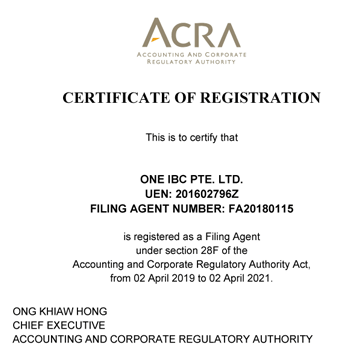 ACRA
ACCOUNTING AND CORPORATE
REGULATORY AUTHORITY
CERTIFICATE OF REGISTRATION
This is to certify that
ONE IBC PTE. LTD.
UEN: 201602796Z
FILING AGENT NUMBER: FA20180115
is registered as a Filing Agent
under section 28F of the
Accounting and Corporate Regulatory Authority Act,
from 02 April 2019 to 02 April 2021.
ONG KHIAW HONG
CHIEF EXECUTIVE
ACCOUNTING AND CORPORATE REGULATORY AUTHORITY